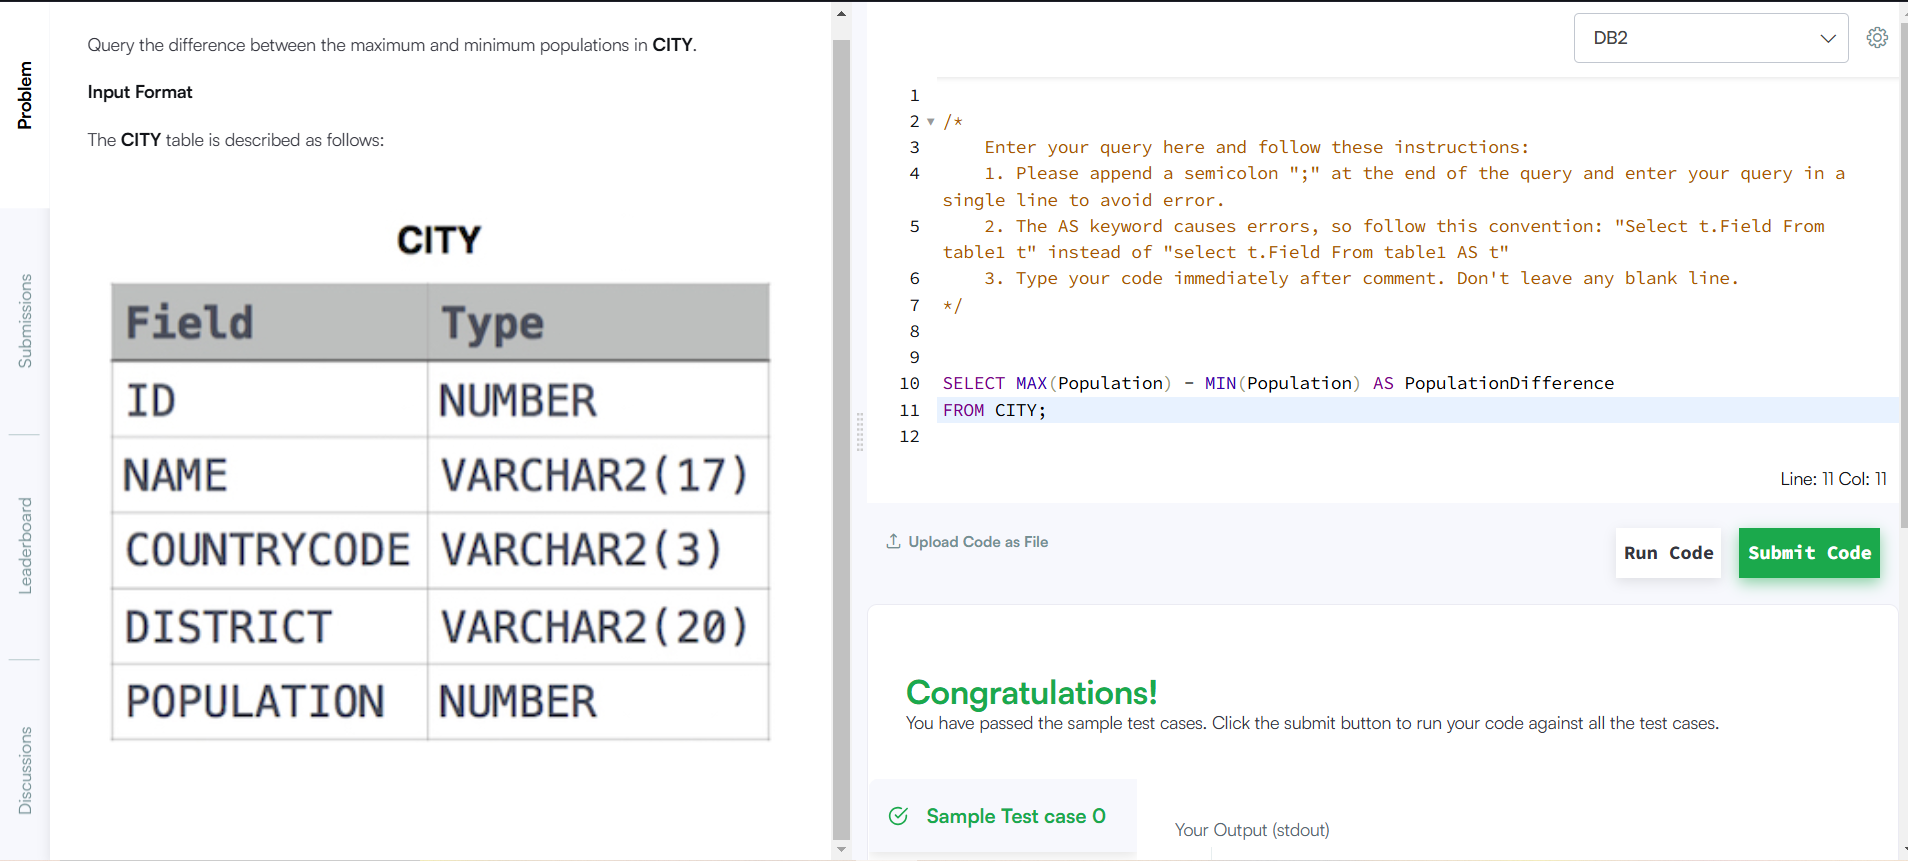 Problem
Submissions
Leaderboard
Discussions
Query the difference between the maximum and minimum populations in CITY.
Input Format
The CITY table is described as follows:
CITY
Field Type
ID NUMBER
NAME VARCHAR2(17)
COUNTRYCODE VARCHAR2(3)
DISTRICT VARCHAR2(20)
POPULATION NUMBER
DB2
1
2 /*
3 Enter your query here and follow these instructions:
4 1. Please append a semicolon ";" at the end of the query and enter your query in a
single line to avoid error.
5 2. The AS keyword causes errors, so follow this convention: "Select t.Field From
table1 t" instead of "select t.Field From table1 AS t"
6 3. Type your code immediately after comment. Don't leave any blank line.
7 */
8
9
10 SELECT MAX(Population) - MIN(Population) AS PopulationDifference
11 FROM CITY;
12
Line: 11 Col: 11
Upload Code as File
Run Code
Submit Code
Congratulations!
You have passed the sample test cases. Click the submit button to run your code against all the test cases.
Sample Test case 0
Your Output (stdout)